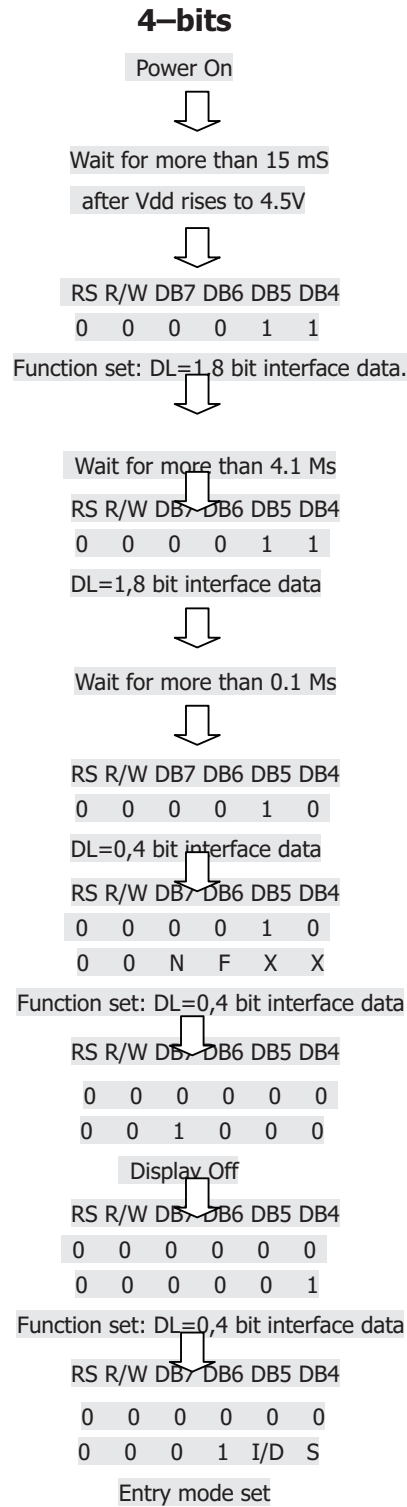 4–bits
Power On
Wait for more than 15 mS
after Vdd rises to 4.5V
RS R/W DB7 DB6 DB5 DB4
0 0 0 0 1 1
Function set: DL=1,8 bit interface data.
Wait for more than 4.1 Ms
RS R/W DB7 DB6 DB5 DB4
0 0 0 0 1 1
DL=1,8 bit interface data
Wait for more than 0.1 Ms
RS R/W DB7 DB6 DB5 DB4
0 0 0 0 1 0
DL=0,4 bit interface data
RS R/W DB7 DB6 DB5 DB4
0 0 0 0 1 0
0 0 N F X X
Function set: DL=0,4 bit interface data
RS R/W DB7 DB6 DB5 DB4
0 0 0 0 0 0
0 0 1 0 0 0
Display Off
RS R/W DB7 DB6 DB5 DB4
0 0 0 0 0 0
0 0 0 0 0 1
Function set: DL=0,4 bit interface data
RS R/W DB7 DB6 DB5 DB4
0 0 0 0 0 0
0 0 0 1 I/D S
Entry mode set